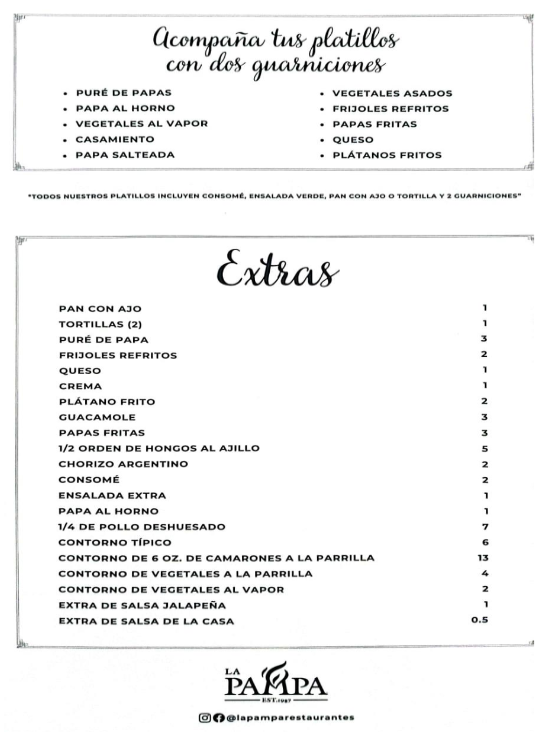 Acompaña tus platillos
con dos guarniciones
• PURÉ DE PAPAS
• PAPA AL HORNO
• VEGETALES AL VAPOR
• CASAMIENTO
• PAPA SALTEADA
• VEGETALES ASADOS
• FRIJOLES REFRITOS
• PAPAS FRITAS
• QUESO
• PLÁTANOS FRITOS
"TODOS NUESTROS PLATILLOS INCLUYEN CONSOMÉ, ENSALADA VERDE, PAN CON AJO O TORTILLA Y 2 GUARNICIONES"
Extras
PAN CON AJO 1
TORTILLAS (2) 1
PURÉ DE PAPA 3
FRIJOLES REFRITOS 2
QUESO 1
CREMA 1
PLÁTANO FRITO 2
GUACAMOLE 3
PAPAS FRITAS 3
1/2 ORDEN DE HONGOS AL AJILLO 5
CHORIZO ARGENTINO 2
CONSOMÉ 2
ENSALADA EXTRA 1
PAPA AL HORNO 1
1/4 DE POLLO DESHUESADO 7
CONTORNO TÍPICO 6
CONTORNO DE 6 OZ. DE CAMARONES A LA PARRILLA 13
CONTORNO DE VEGETALES A LA PARRILLA 4
CONTORNO DE VEGETALES AL VAPOR 2
EXTRA DE SALSA JALAPEÑA 1
EXTRA DE SALSA DE LA CASA 0.5
LA
PAMPA
EST. 1997
@lapamparestaurantes